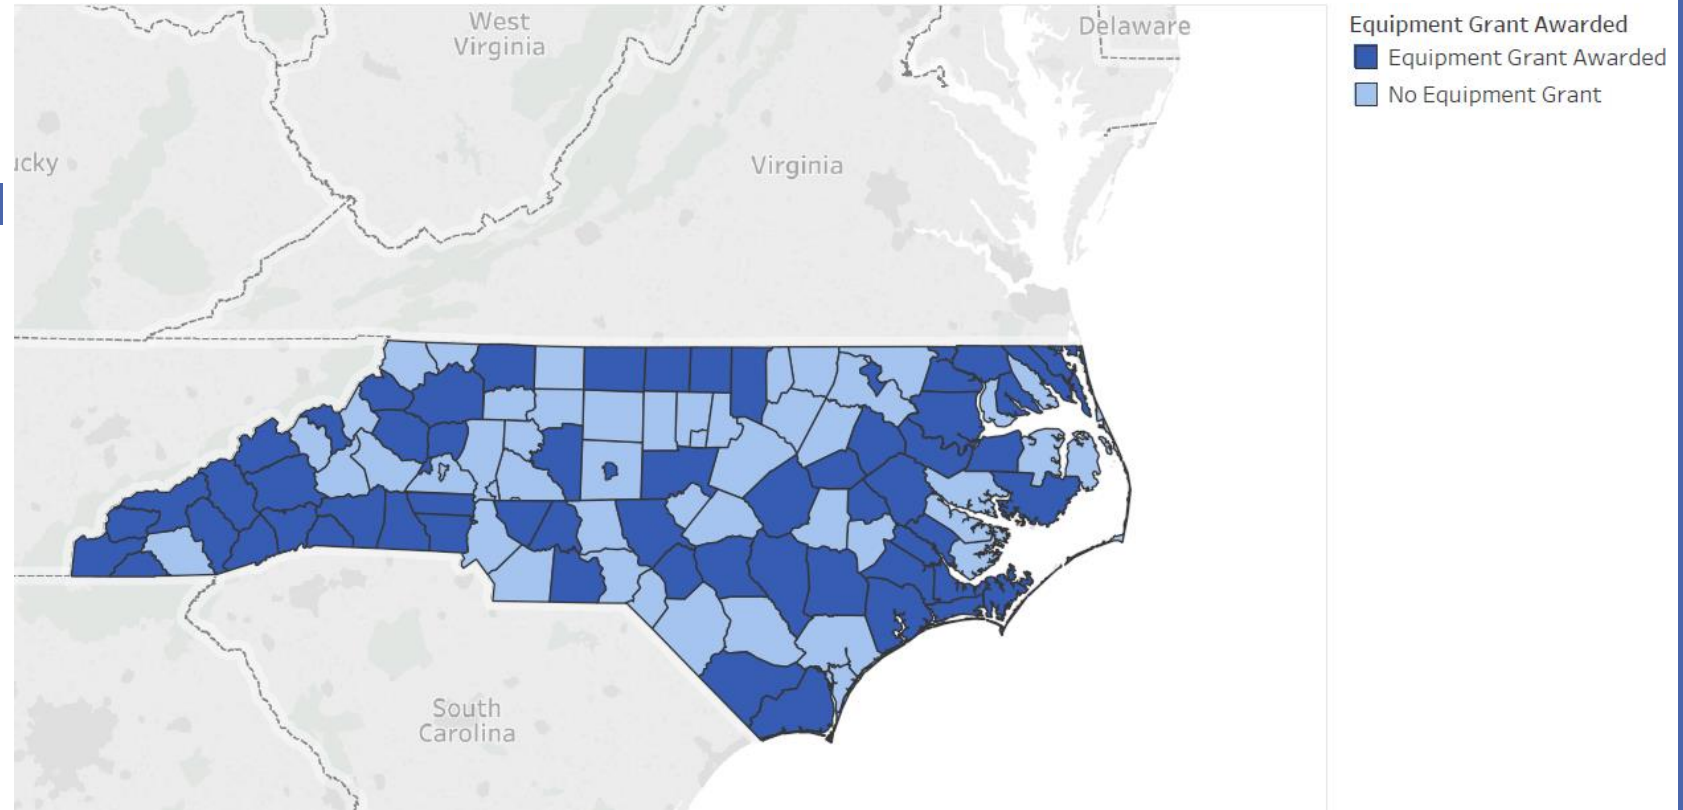 West
Virginia
Delaware
ucky
Virginia
South
Carolina
Equipment Grant Awarded
Equipment Grant Awarded
No Equipment Grant